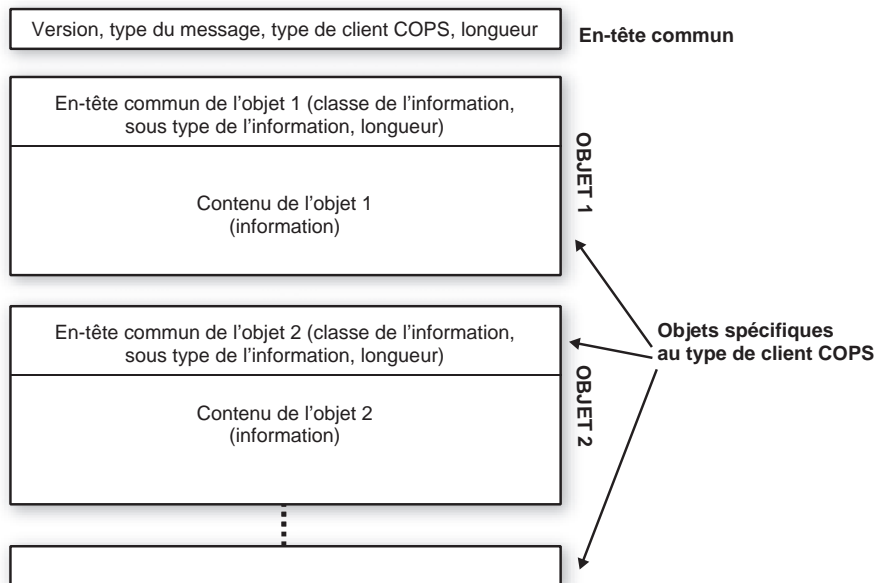 Version, type du message, type de client COPS, longueur
En-tête commun
En-tête commun de l'objet 1 (classe de l'information,
sous type de l'information, longueur)
Contenu de l'objet 1
(information)
OBJET 1
En-tête commun de l'objet 2 (classe de l'information,
sous type de l'information, longueur)
Contenu de l'objet 2
(information)
OBJET 2
Objets spécifiques
au type de client COPS